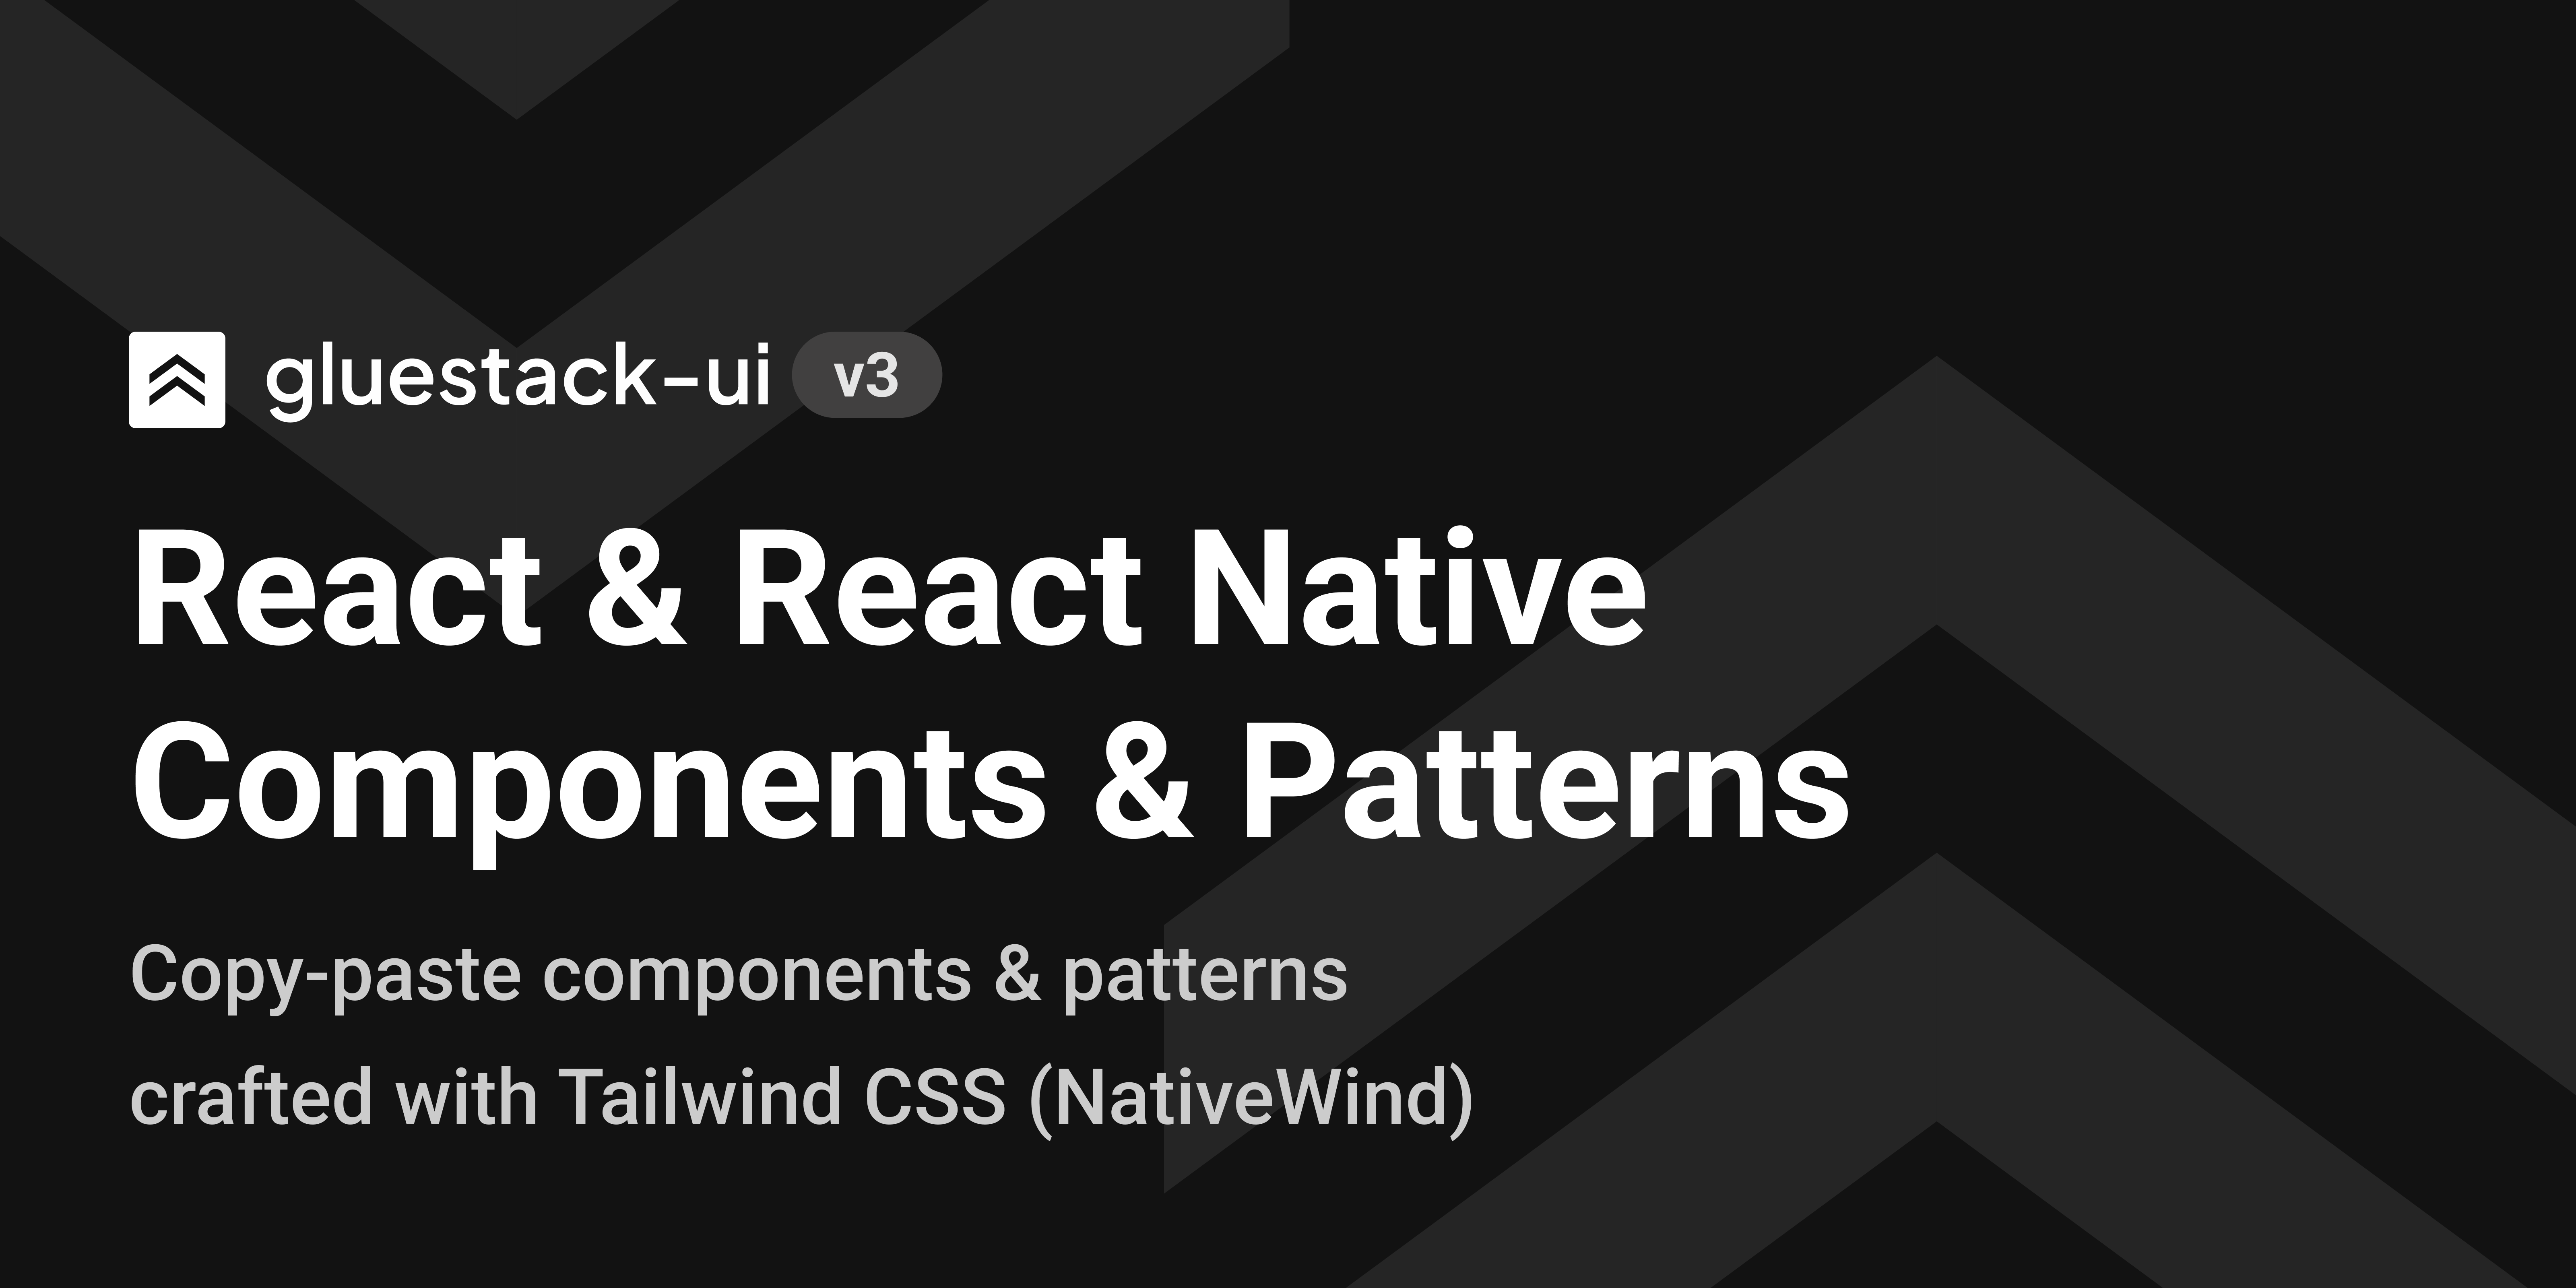 gluestack-ui v3
React & React Native
Components & Patterns
Copy-paste components & patterns
crafted with Tailwind CSS (NativeWind)